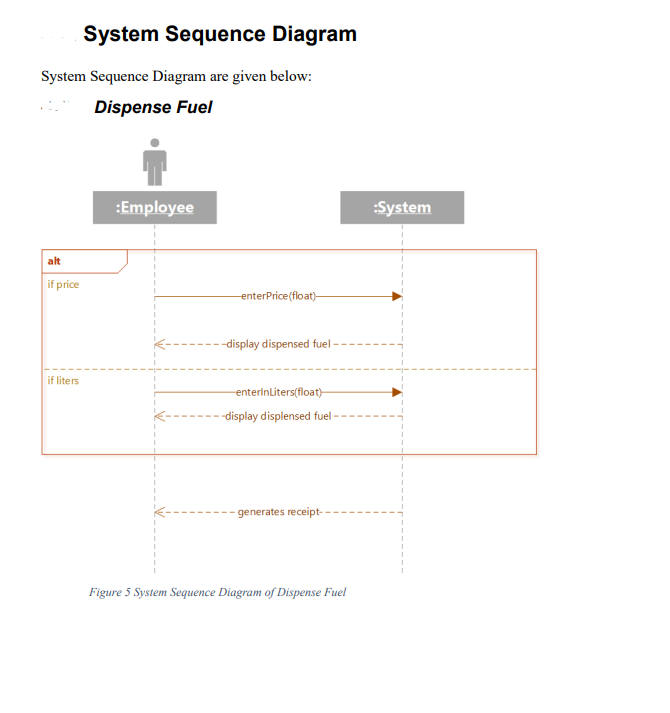 System Sequence Diagram
System Sequence Diagram are given below:
Dispense Fuel
:Employee
:System
alt
if price
enterPrice(float)
display dispensed fuel
if liters
enterInLiters(float)
display displensed fuel
generates receipt
Figure 5 System Sequence Diagram of Dispense Fuel